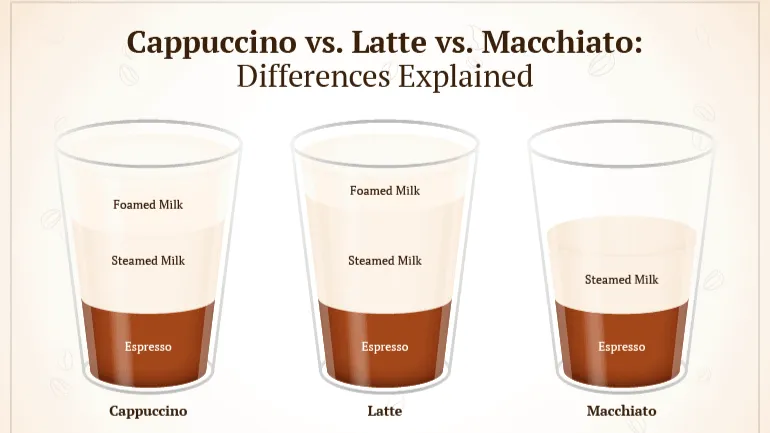 Cappuccino vs. Latte vs. Macchiato:
Differences Explained
Foamed Milk
Steamed Milk
Espresso
Cappuccino
Foamed Milk
Steamed Milk
Espresso
Latte
Steamed Milk
Espresso
Macchiato